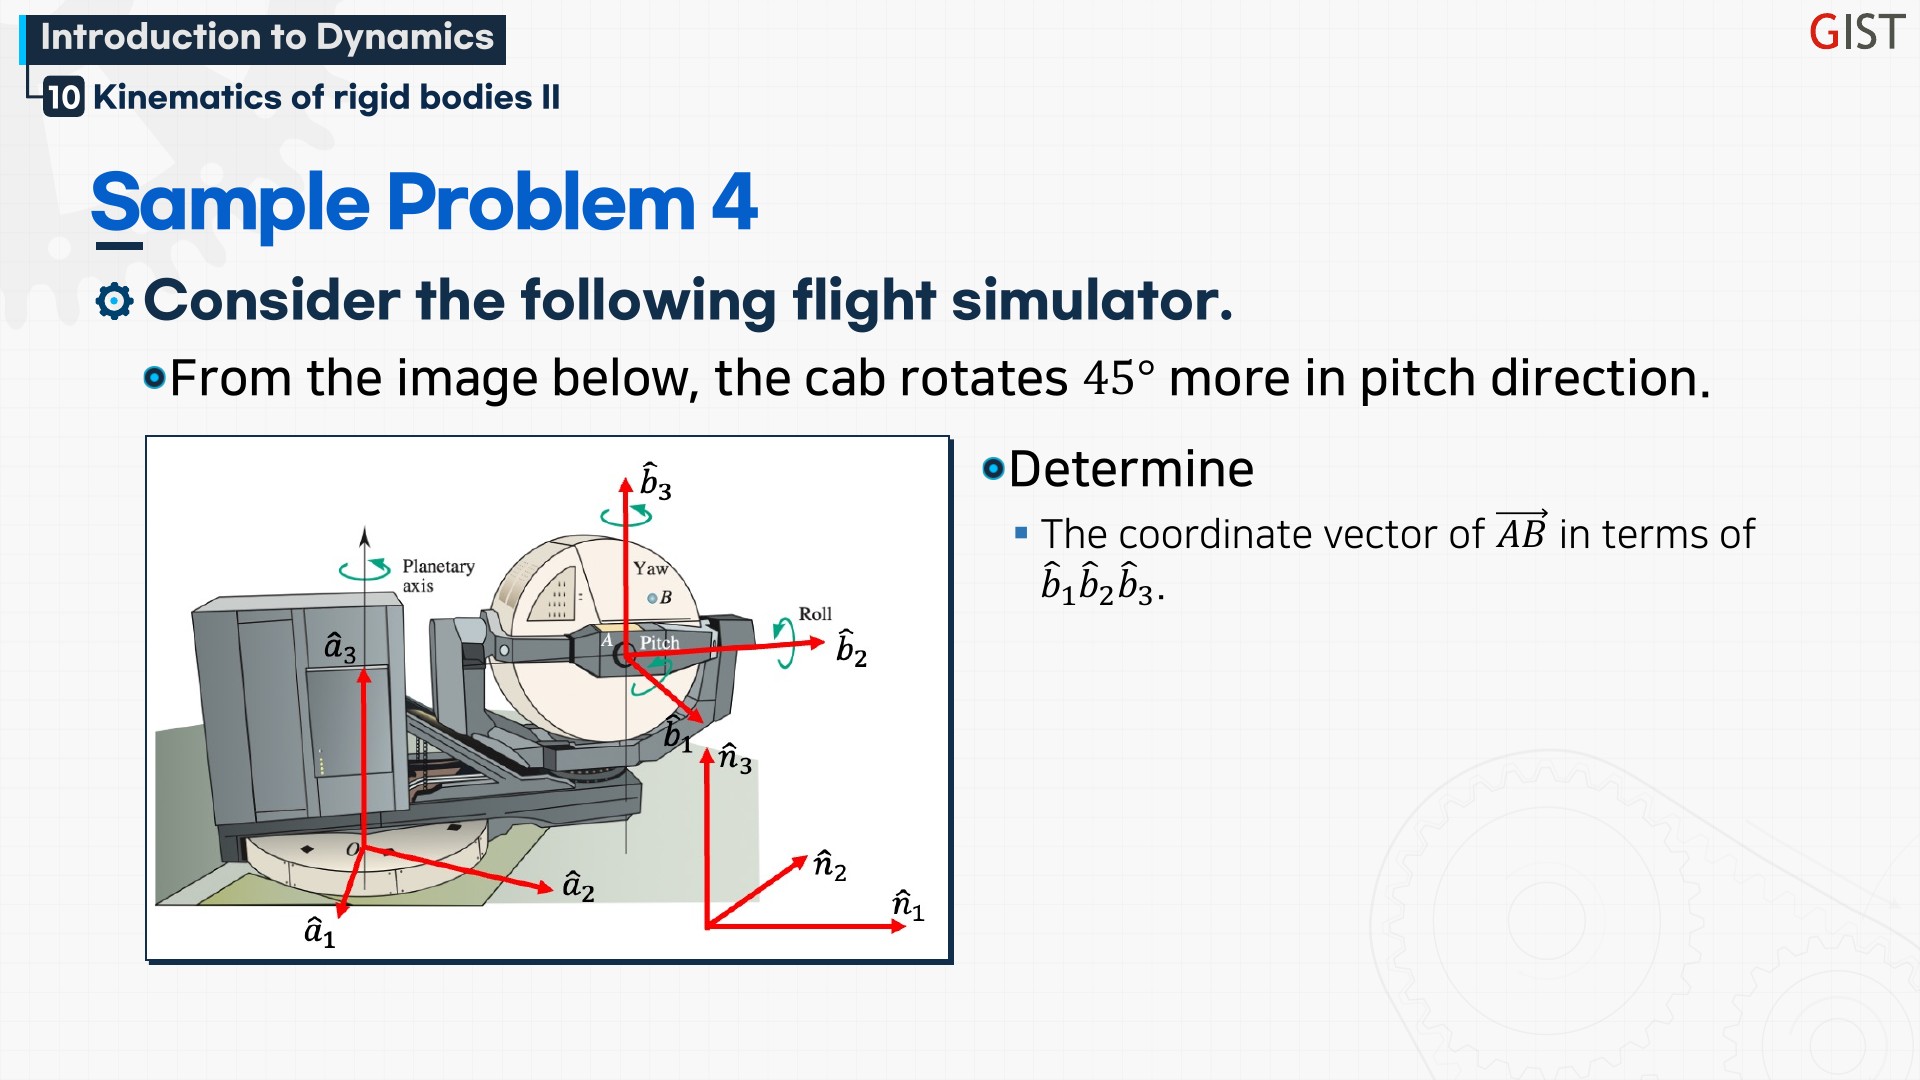 Introduction to Dynamics
GIST
10 Kinematics of rigid bodies II
Sample Problem 4
Consider the following flight simulator.
From the image below, the cab rotates 45° more in pitch direction.
Determine
The coordinate vector of \(\overrightarrow{AB}\) in terms of
b̂₁b̂₂b̂₃.
b̂₃
Planetary
axis
Yaw
B
Roll
â₃
A
Pitch
b̂₂
b̂₁
n̂₃
O
â₂
n̂₂
n̂₁
â₁